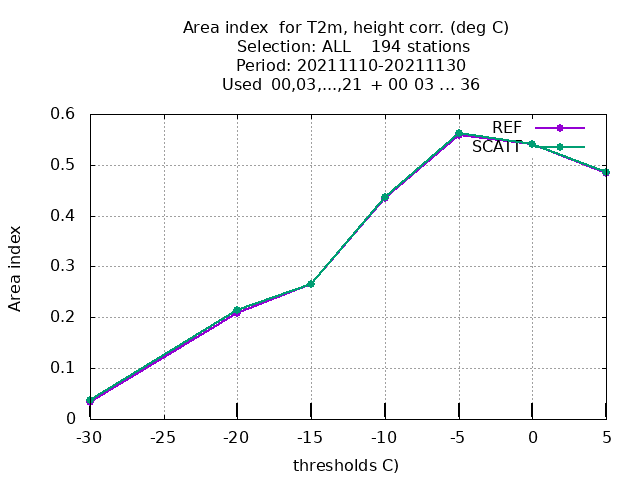 Area index  for T2m, height corr. (deg C)
Selection: ALL    194 stations
Period: 20211110-20211130
Used  00,03,...,21  + 00 03 ... 36
REF
SCATT
0.6
0.5
0.4
0.3
0.2
0.1
0
Area index
-30 -25 -20 -15 -10 -5 0 5
thresholds C)